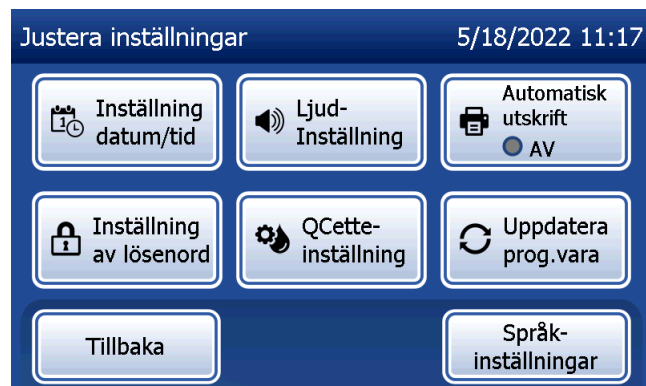 Justera inställningar 5/18/2022 11:17
Inställning
datum/tid
Ljud-
Inställning
Automatisk
utskrift
AV
Inställning
av lösenord
QCette-
inställning
Uppdatera
prog.vara
Tillbaka
Språk-
inställningar